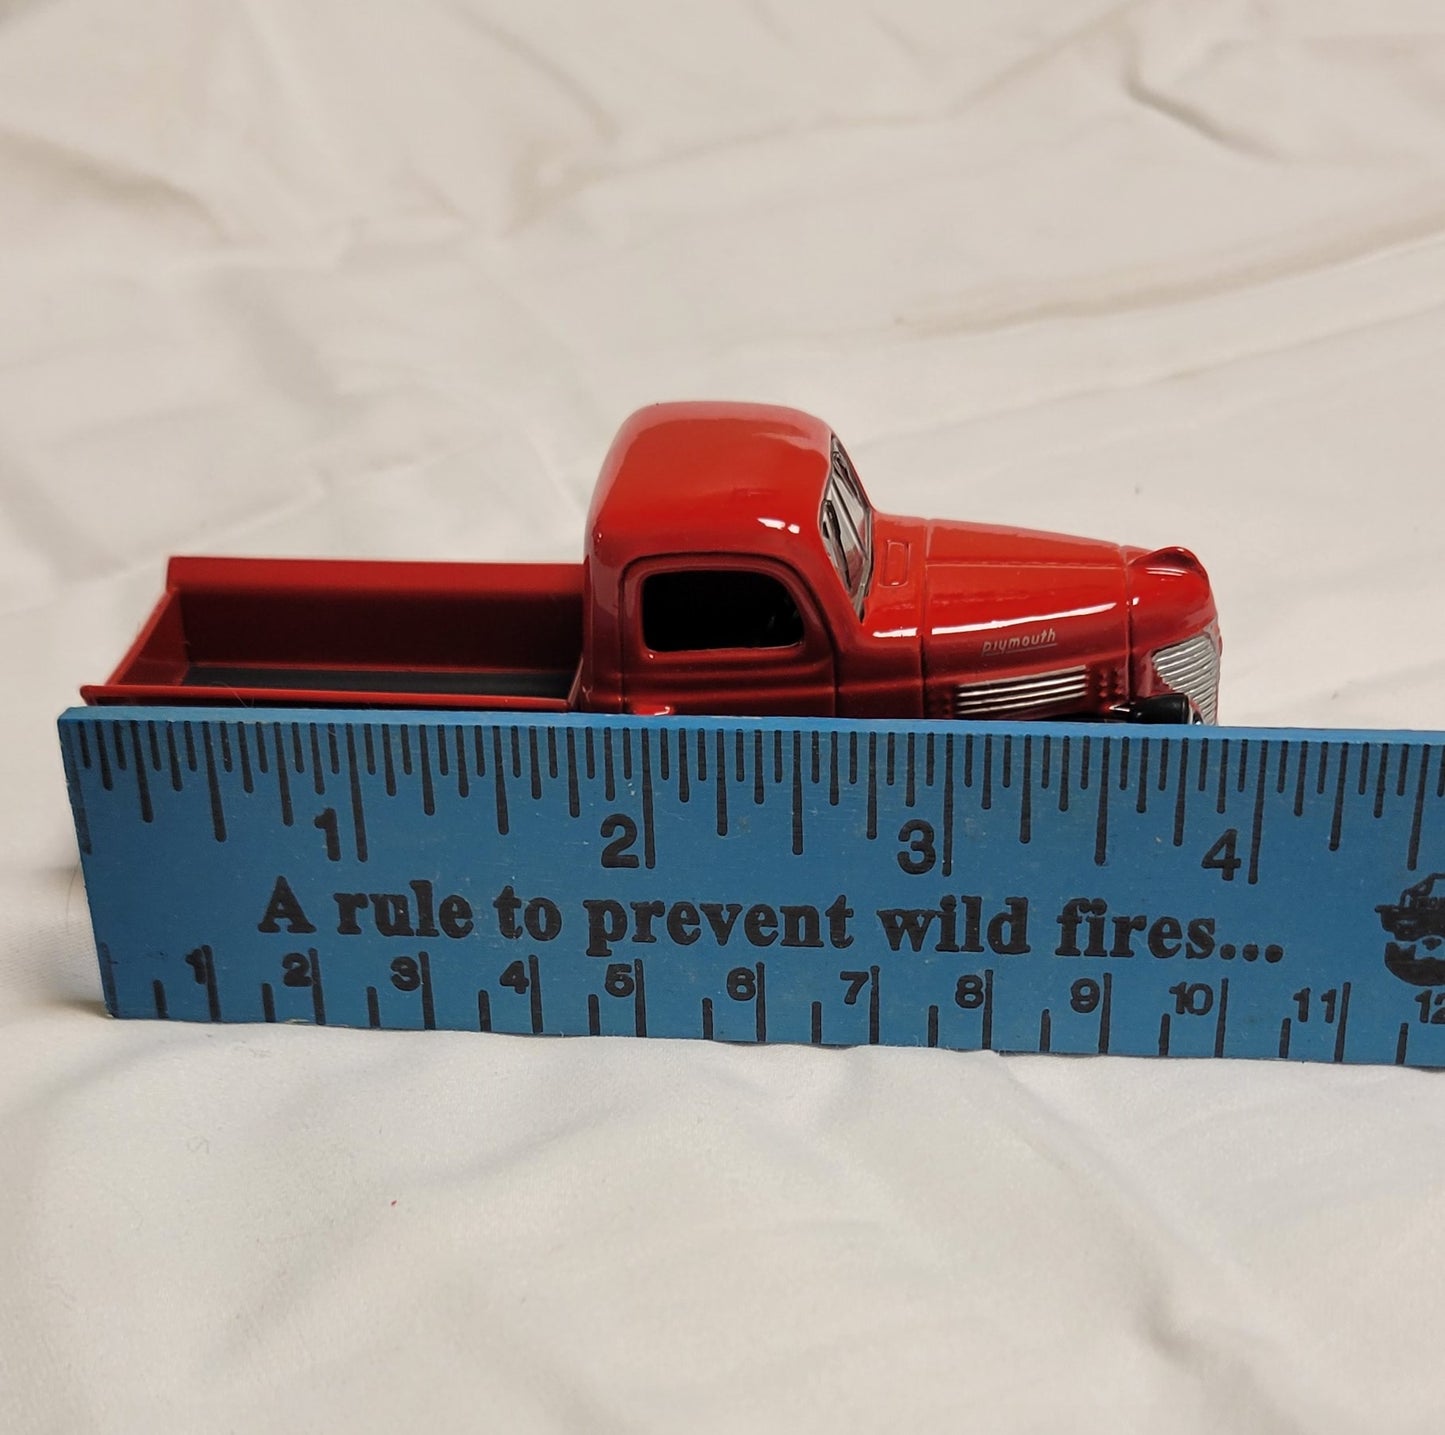 plymouth
1 2 3 4
A rule to prevent wild fires...
1 2 3 4 5 6 7 8 9 10 11 12